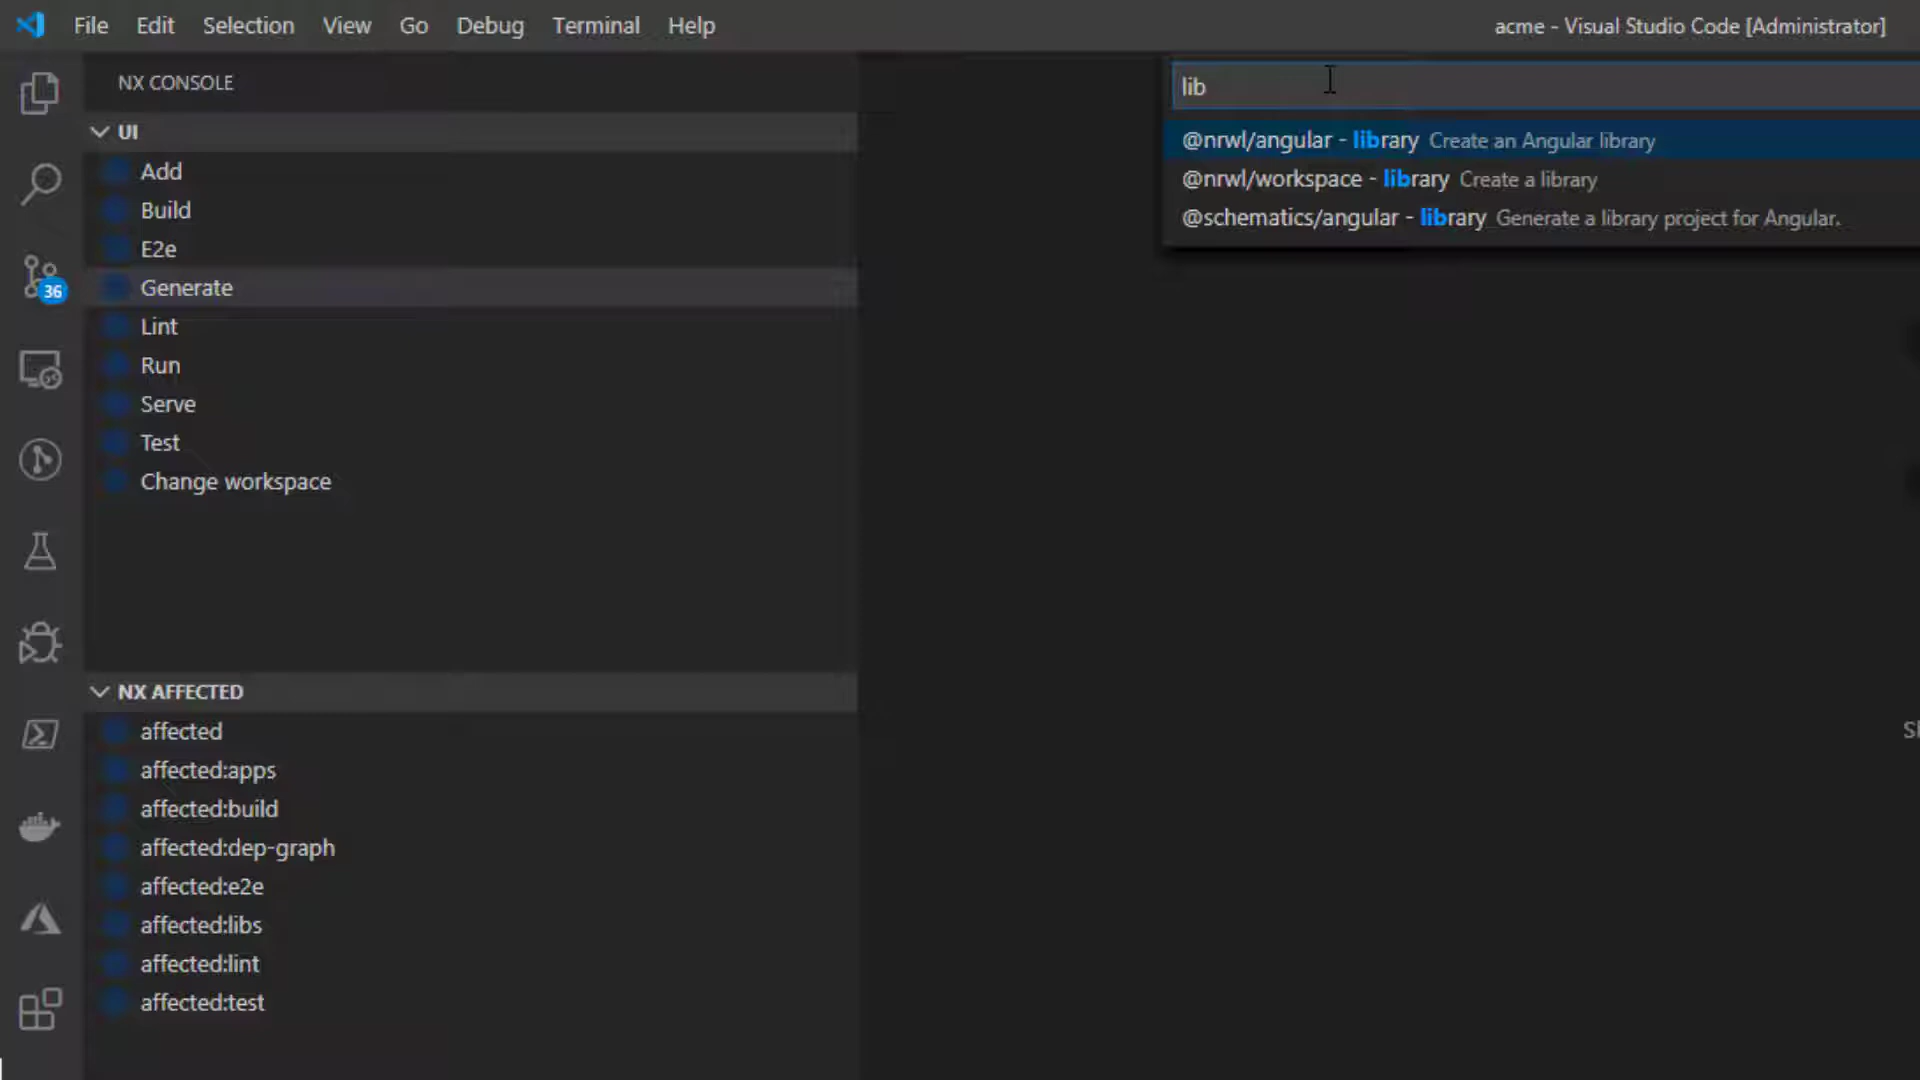 File Edit Selection View Go Debug Terminal Help
acme - Visual Studio Code [Administrator]
NX CONSOLE
UI
Add
Build
E2e
Generate
Lint
Run
Serve
Test
Change workspace
NX AFFECTED
affected
affected:apps
affected:build
affected:dep-graph
affected:e2e
affected:libs
affected:lint
affected:test
36
lib
@nrwl/angular - library Create an Angular library
@nrwl/workspace - library Create a library
@schematics/angular - library Generate a library project for Angular.